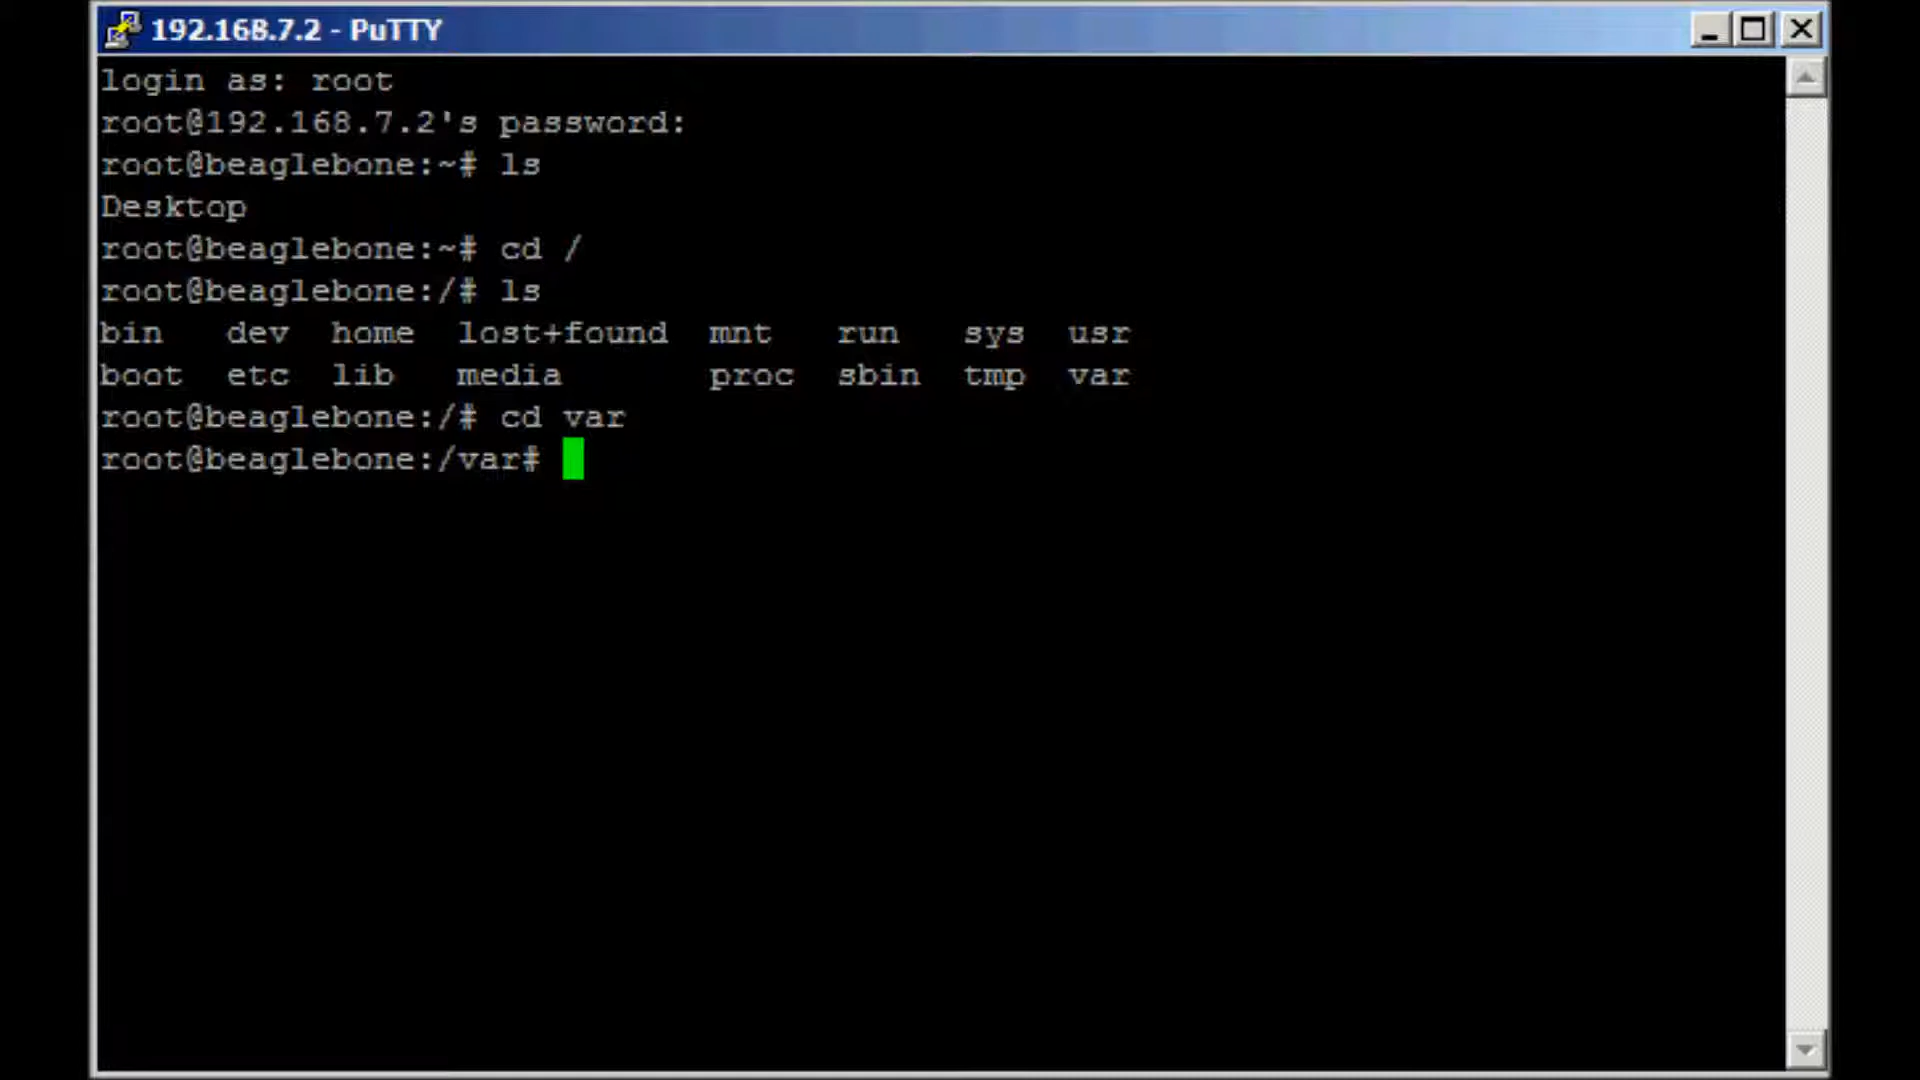 192.168.7.2 - PuTTY
login as: root
root@192.168.7.2's password:
root@beaglebone:~# ls
Desktop
root@beaglebone:~# cd /
root@beaglebone:/# ls
bin   dev  home  lost+found  mnt   run   sys  usr
boot  etc  lib   media       proc  sbin  tmp  var
root@beaglebone:/# cd var
root@beaglebone:/var#